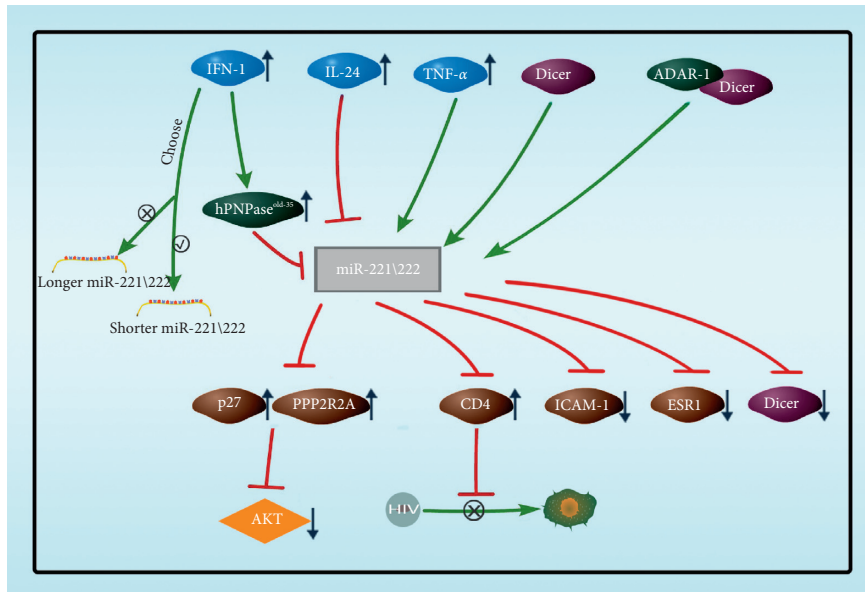 IFN-1
IL-24
TNF-α
Dicer
ADAR-1
Dicer
Choose
hPNPase^old-35
miR-221\222
Longer miR-221\222
Shorter miR-221\222
p27
PPP2R2A
CD4
ICAM-1
ESR1
Dicer
AKT
HIV